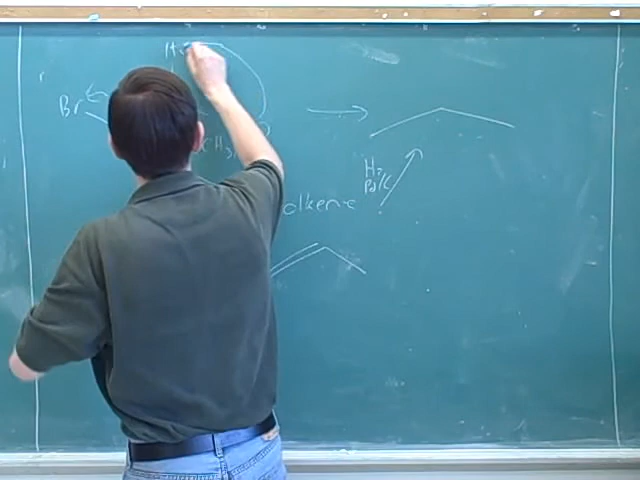 H
Br
CH3
H2
Pd/C
alkene